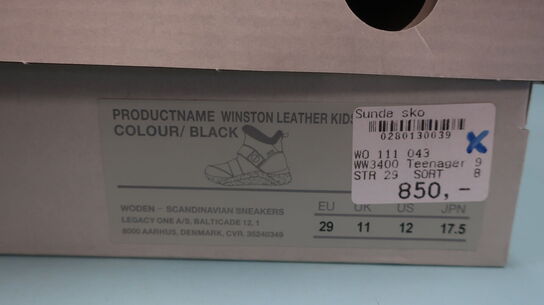 PRODUCTNAME WINSTON LEATHER KIDS
COLOUR/ BLACK
WODEN - SCANDINAVIAN SNEAKERS
LEGACY ONE A/S, BALTICADE 12, 1
8000 AARHUS, DENMARK, CVR. 35240349
EU UK US JPN
29 11 12 17.5
Sunda sko
0280130039
WO 111 043
WW3400 Teenager 9
STR 29 SORT 8
850,-